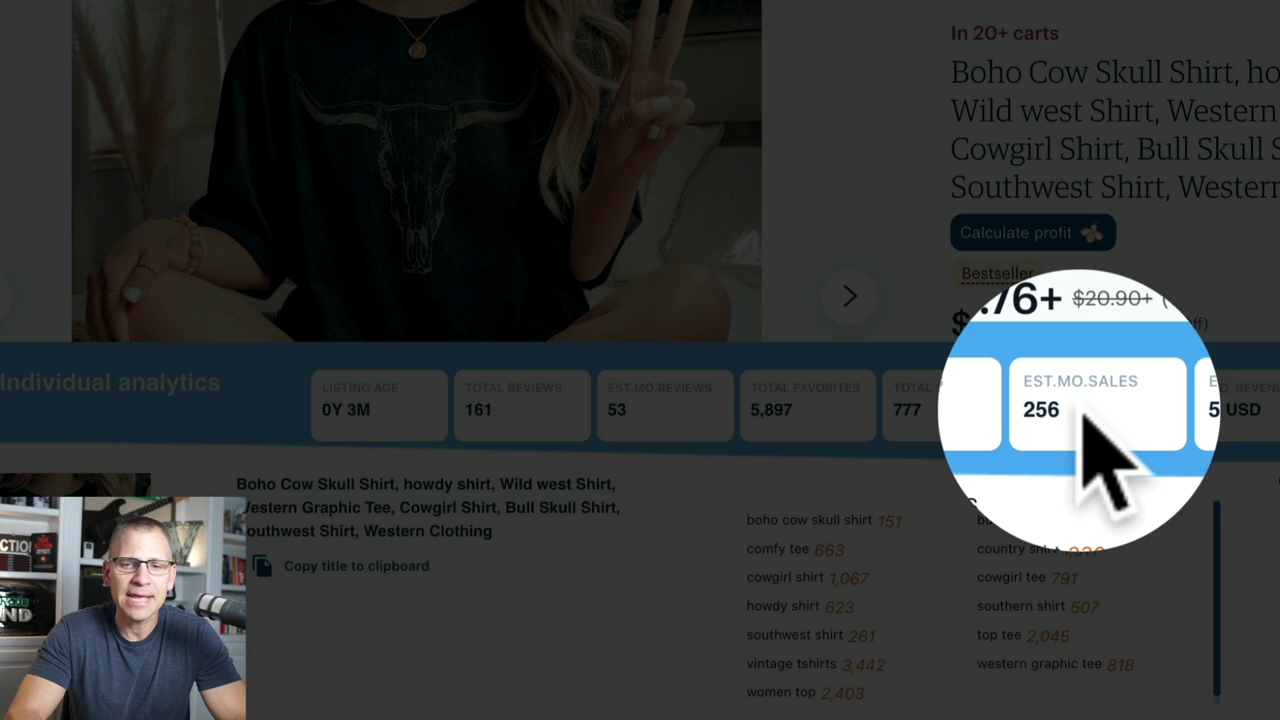 In 20+ carts
Boho Cow Skull Shirt, ho
Wild west Shirt, Western
Cowgirl Shirt, Bull Skull S
Southwest Shirt, Western
Calculate profit
Bestseller
.76+ $20.90+
ff)
Individual analytics
LISTING AGE
0Y 3M
TOTAL REVIEWS
161
EST.MO.REVIEWS
53
TOTAL FAVORITES
5,897
TOTAL S
777
EST.MO.SALES
256
REVEN
5 USD
Boho Cow Skull Shirt, howdy shirt, Wild west Shirt,
Western Graphic Tee, Cowgirl Shirt, Bull Skull Shirt,
outhwest Shirt, Western Clothing
Copy title to clipboard
boho cow skull shirt 151
comfy tee 663
cowgirl shirt 1,067
howdy shirt 623
southwest shirt 261
vintage tshirts 3,442
women top 2,403
country shirt
cowgirl tee 791
southern shirt 507
top tee 2,045
western graphic tee 818